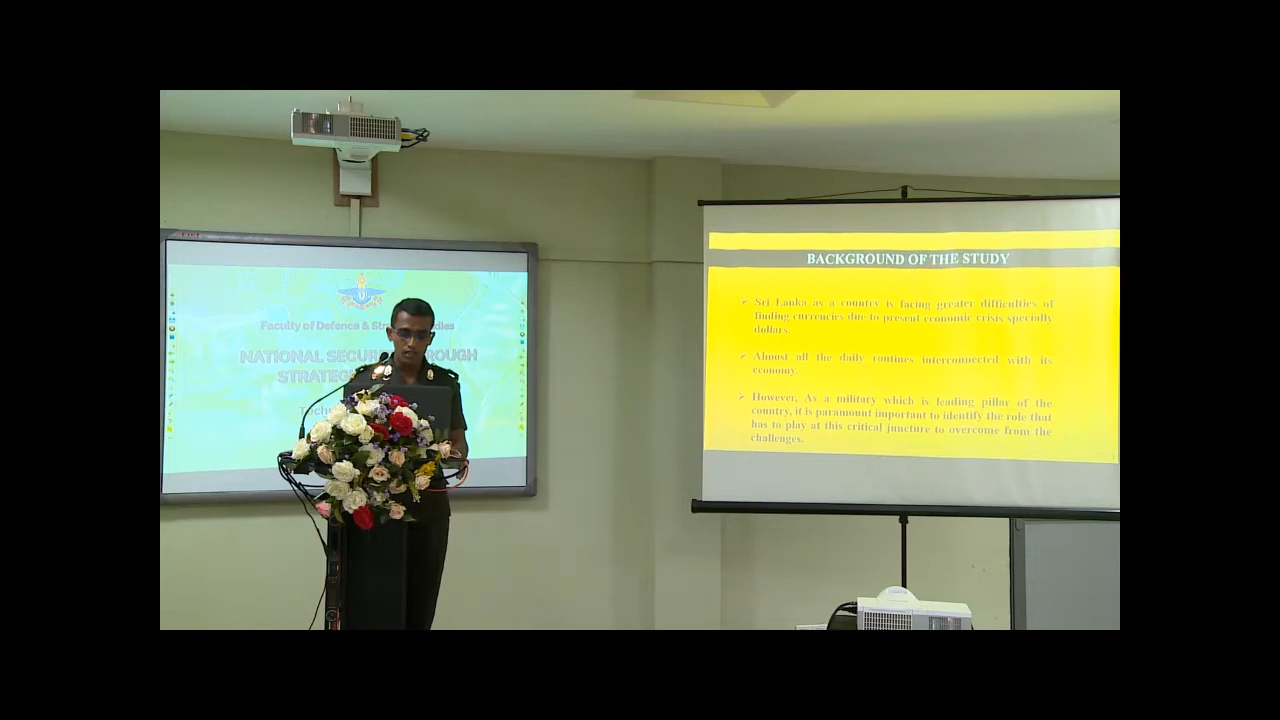 Faculty of Defence & Str
NATIONAL SECUR
ROUGH
STRATEG
BACKGROUND OF THE STUDY
Sri Lanka as a country is facing greater difficulties of
finding currencies due to present economic crisis specially
dollars.
Almost all the daily routines interconnected with its
economy.
However, As a military which is leading pillar of the
country, it is paramount important to identify the role that
has to play at this critical juncture to overcome from the
challenges.